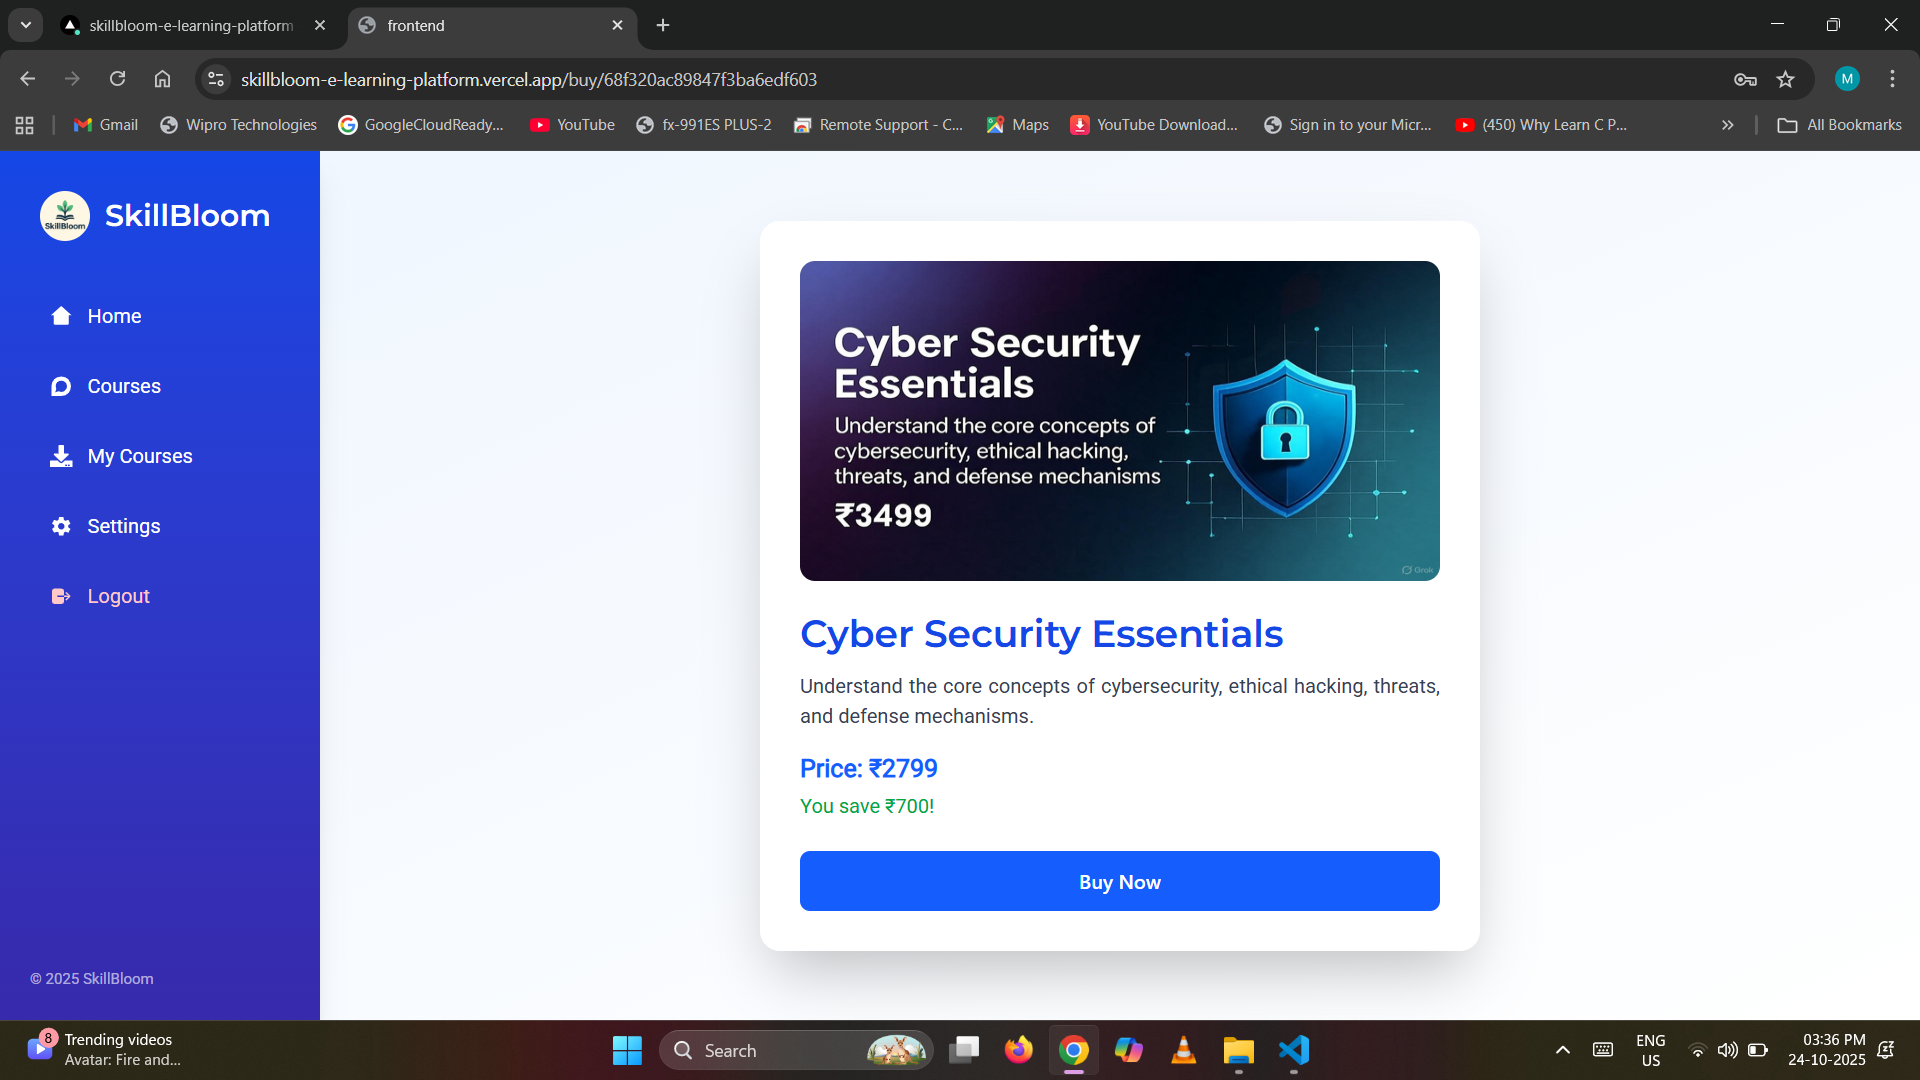 skillbloom-e-learning-platform
frontend
skillbloom-e-learning-platform.vercel.app/buy/68f320ac89847f3ba6edf603
M
Gmail
Wipro Technologies
GoogleCloudReady...
YouTube
fx-991ES PLUS-2
Remote Support - C...
Maps
YouTube Download...
Sign in to your Micr...
(450) Why Learn C P...
All Bookmarks
SkillBloom
SkillBloom
Home
Courses
My Courses
Settings
Logout
© 2025 SkillBloom
Cyber Security
Essentials
Understand the core concepts of
cybersecurity, ethical hacking,
threats, and defense mechanisms
₹3499
Grok
Cyber Security Essentials
Understand the core concepts of cybersecurity, ethical hacking, threats,
and defense mechanisms.
Price: ₹2799
You save ₹700!
Buy Now
8
Trending videos
Avatar: Fire and...
Search
ENG
US
03:36 PM
24-10-2025